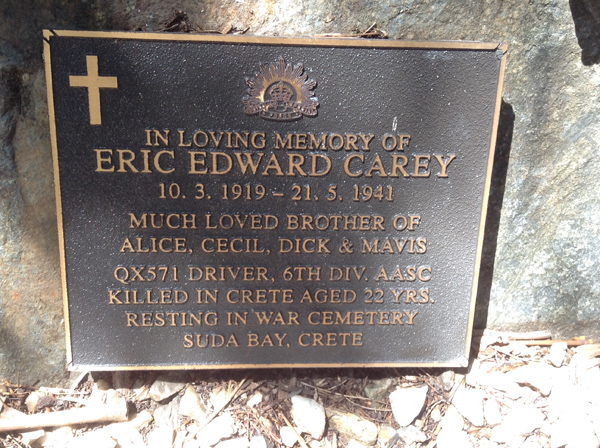 IN LOVING MEMORY OF
ERIC EDWARD CAREY
10. 3. 1919 – 21. 5. 1941
MUCH LOVED BROTHER OF
ALICE, CECIL, DICK & MAVIS
QX571 DRIVER, 6TH DIV. AASC
KILLED IN CRETE AGED 22 YRS.
RESTING IN WAR CEMETERY
SUDA BAY, CRETE